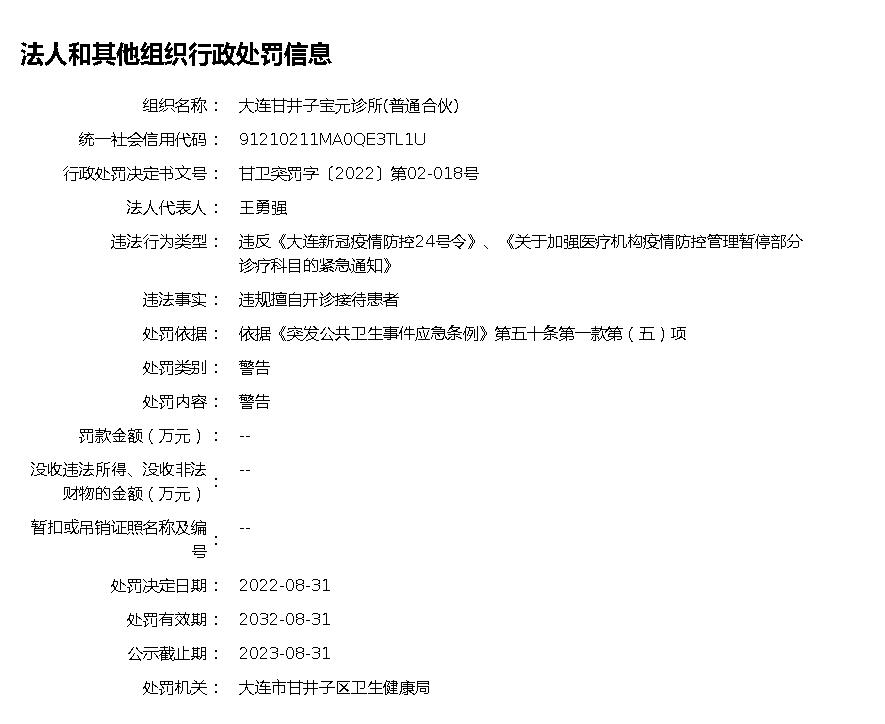 法人和其他组织行政处罚信息
组织名称： 大连甘井子宝元诊所(普通合伙)
统一社会信用代码： 91210211MA0QE3TL1U
行政处罚决定书文号： 甘卫突罚字〔2022〕第02-018号
法人代表人： 王勇强
违法行为类型： 违反《大连新冠疫情防控24号令》、《关于加强医疗机构疫情防控管理暂停部分
诊疗科目的紧急通知》
违法事实： 违规擅自开诊接待患者
处罚依据： 依据《突发公共卫生事件应急条例》第五十条第一款第（五）项
处罚类别： 警告
处罚内容： 警告
罚款金额（万元）： --
没收违法所得、没收非法
财物的金额（万元）： --
暂扣或吊销证照名称及编
号： --
处罚决定日期： 2022-08-31
处罚有效期： 2032-08-31
公示截止期： 2023-08-31
处罚机关： 大连市甘井子区卫生健康局